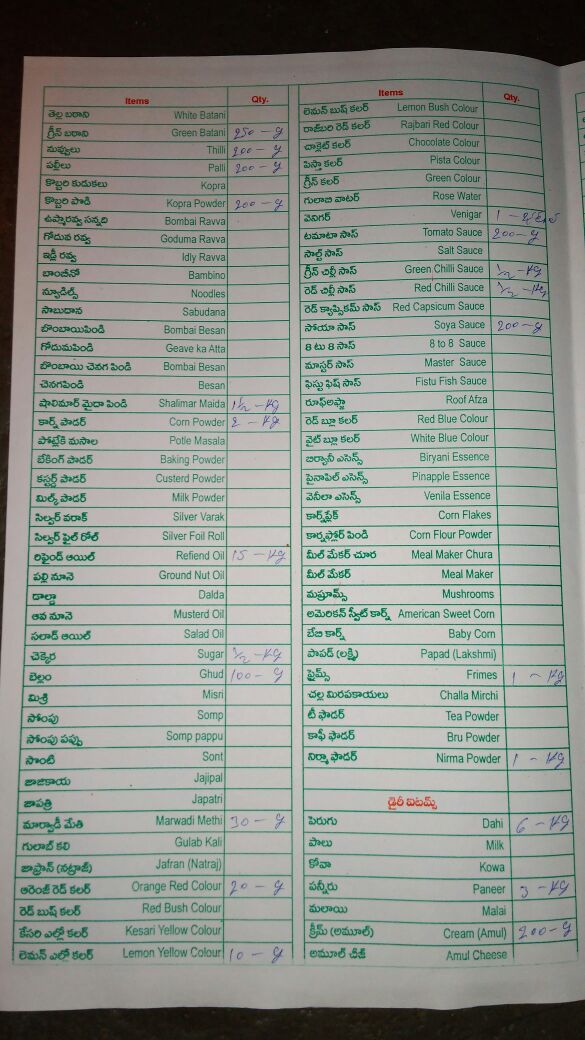 Items Qty.
తెల్ల బఠాని White Batani
గ్రీన్ బఠాని Green Batani 250 - g
నువ్వులు Thilli 200 - g
పల్లీలు Palli 200 - g
కొబ్బరి కుడుకలు Kopra
కొబ్బరి పొడి Kopra Powder 200 - g
ఉప్మారవ్వ సన్నది Bombai Ravva
గోదువ రవ్వ Goduma Ravva
ఇడ్లీ రవ్వ Idly Ravva
బాంబీనో Bambino
న్యూడిల్స్ Noodles
సాబుదాన Sabudana
బొంబాయిపిండి Bombai Besan
గోదుమపిండి Geave ka Atta
బొంబాయి చెనగ పిండి Bombai Besan
చెనగపిండి Besan
షాలిమార్ మైదా పిండి Shalimar Maida 1 1/2 - Kg
కార్న్ పొడర్ Corn Powder 2 - Kg
పోట్లేకి మసాల Potle Masala
బేకింగ్ పొడర్ Baking Powder
కస్టర్డ్ పొడర్ Custerd Powder
మిల్క్ పొడర్ Milk Powder
సిల్వర్ వరాక్ Silver Varak
సిల్వర్ ఫైల్ రోల్ Silver Foil Roll
రిఫైండ్ ఆయిల్ Refiend Oil 15 - Kg
పల్లి నూనె Ground Nut Oil
డాల్డా Dalda
ఆవ నూనె Musterd Oil
సలాడ్ ఆయిల్ Salad Oil
చెక్కెర Sugar 1/2 - Kg
బెల్లం Ghud 100 - g
మిశ్రి Misri
సోంపు Somp
సోంపు పప్పు Somp pappu
సొంటి Sont
జాజికాయ Jajipal
జాపత్రి Japatri
మార్వాడీ మేతి Marwadi Methi 30 - g
గులాబ్ కలి Gulab Kali
జాఫ్రాన్ (నట్రాజ్) Jafran (Natraj)
ఆరెంజ్ రెడ్ కలర్ Orange Red Colour 20 - g
రెడ్ బుష్ కలర్ Red Bush Colour
కేసరి ఎల్లో కలర్ Kesari Yellow Colour
లెమన్ ఎల్లో కలర్ Lemon Yellow Colour 10 - g
Items Qty.
లెమన్ బుష్ కలర్ Lemon Bush Colour
రాజ్‌బరి రెడ్ కలర్ Rajbari Red Colour
చాక్లెట్ కలర్ Chocolate Colour
పిస్తా కలర్ Pista Colour
గ్రీన్ కలర్ Green Colour
గులాబి వాటర్ Rose Water
వెనిగర్ Venigar 1 -
టమాటా సాస్ Tomato Sauce 200 - g
సాల్ట్ సాస్ Salt Sauce
గ్రీన్ చిల్లీ సాస్ Green Chilli Sauce 1/2 - Kg
రెడ్ చిల్లీ సాస్ Red Chilli Sauce 1/2 - Kg
రెడ్ క్యాప్సికమ్ సాస్ Red Capsicum Sauce
సోయా సాస్ Soya Sauce 200 - g
8 టు 8 సాస్ 8 to 8 Sauce
మాస్టర్ సాస్ Master Sauce
ఫిస్టు ఫిష్ సాస్ Fistu Fish Sauce
రూఫ్అఫ్జా Roof Afza
రెడ్ బ్లూ కలర్ Red Blue Colour
వైట్ బ్లూ కలర్ White Blue Colour
బిర్యానీ ఎసెన్స్ Biryani Essence
పైనాపిల్ ఎసెన్స్ Pinapple Essence
వెనీలా ఎసెన్స్ Venila Essence
కార్న్‌ఫ్లేక్ Corn Flakes
కార్నఫ్లోర్ పిండి Corn Flour Powder
మీల్ మేకర్ చూర Meal Maker Chura
మీల్ మేకర్ Meal Maker
మష్రూమ్స్ Mushrooms
అమెరికన్ స్వీట్ కార్న్ American Sweet Corn
బేబి కార్న్ Baby Corn
పాపడ్ (లక్ష్మి) Papad (Lakshmi)
ఫ్రైమ్స్ Frimes 1 - Kg
చల్ల మిరపకాయలు Challa Mirchi
టీ ఫొడర్ Tea Powder
కాఫీ ఫొడర్ Bru Powder
నిర్మా ఫొడర్ Nirma Powder 1 - Kg
డైరీ ఐటమ్స్
పెరుగు Dahi 6 - Kg
పాలు Milk
కోవా Kowa
పన్నీరు Paneer 3 - Kg
మలాయి Malai
క్రీమ్ (అమూల్) Cream (Amul) 200 - g
అమూల్ చీజ్ Amul Cheese